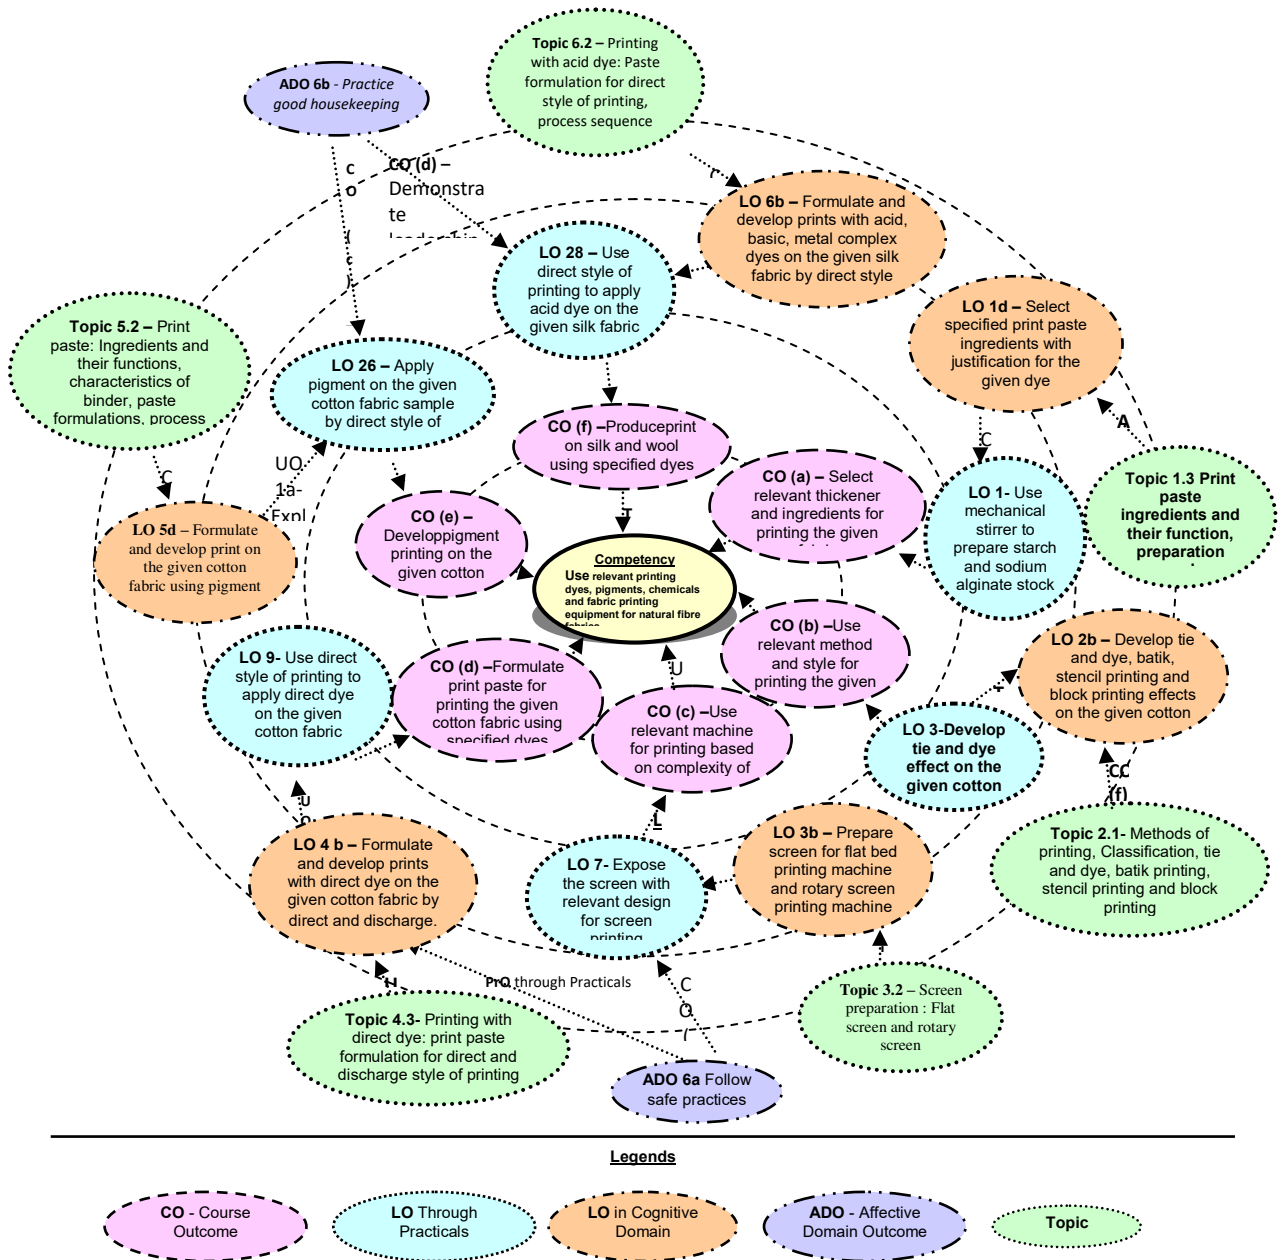 Topic 6.2 – Printing
with acid dye: Paste
formulation for direct
style of printing,
process sequence
ADO 6b - Practice
good housekeeping
C
O
(
c
)
CO (d) –
Demonstra
te
LO 6b – Formulate and
develop prints with acid,
basic, metal complex
dyes on the given silk
fabric by direct style
LO 28 – Use
direct style of
printing to apply
acid dye on the
given silk fabric
LO 1d – Select
specified print paste
ingredients with
justification for the
given dye
Topic 5.2 – Print
paste: Ingredients and
their functions,
characteristics of
binder, paste
formulations, process
LO 26 – Apply
pigment on the given
cotton fabric sample
by direct style of
CO (f) –Produceprint
on silk and wool
using specified dyes
A
C
C
UO
1a-
Expl
CO (a) – Select
relevant thickener
and ingredients for
printing the given
Topic 1.3 Print
paste
ingredients and
their function,
preparation
LO 1- Use
mechanical
stirrer to
prepare starch
and sodium
alginate stock
CO (e) –
Developpigment
printing on the
given cotton
T
LO 5d – Formulate
and develop print on
the given cotton
fabric using pigment
Competency
Use relevant printing
dyes, pigments, chemicals
and fabric printing
equipment for natural fibre
fabrics
CO (b) –Use
relevant method
and style for
printing the given
LO 2b – Develop tie
and dye, batik,
stencil printing and
block printing effects
on the given cotton
LO 9- Use direct
style of printing to
apply direct dye
on the given
cotton fabric
CO (d) –Formulate
print paste for
printing the given
cotton fabric using
specified dyes
U
CO (c) –Use
relevant machine
for printing based
on complexity of
LO 3-Develop
tie and dye
effect on the
given cotton
CC
(f)
U
L
LO 4 b – Formulate
and develop prints
with direct dye on the
given cotton fabric by
direct and discharge.
LO 7- Expose
the screen with
relevant design
for screen
printing
LO 3b – Prepare
screen for flat bed
printing machine
and rotary screen
printing machine
Topic 2.1- Methods of
printing, Classification, tie
and dye, batik printing,
stencil printing and block
printing
PrO through Practicals
C
O
(
Topic 3.2 – Screen
preparation : Flat
screen and rotary
screen
Topic 4.3- Printing with
direct dye: print paste
formulation for direct and
discharge style of printing
ADO 6a Follow
safe practices
Legends
CO - Course
Outcome
LO Through
Practicals
LO in Cognitive
Domain
ADO - Affective
Domain Outcome
Topic